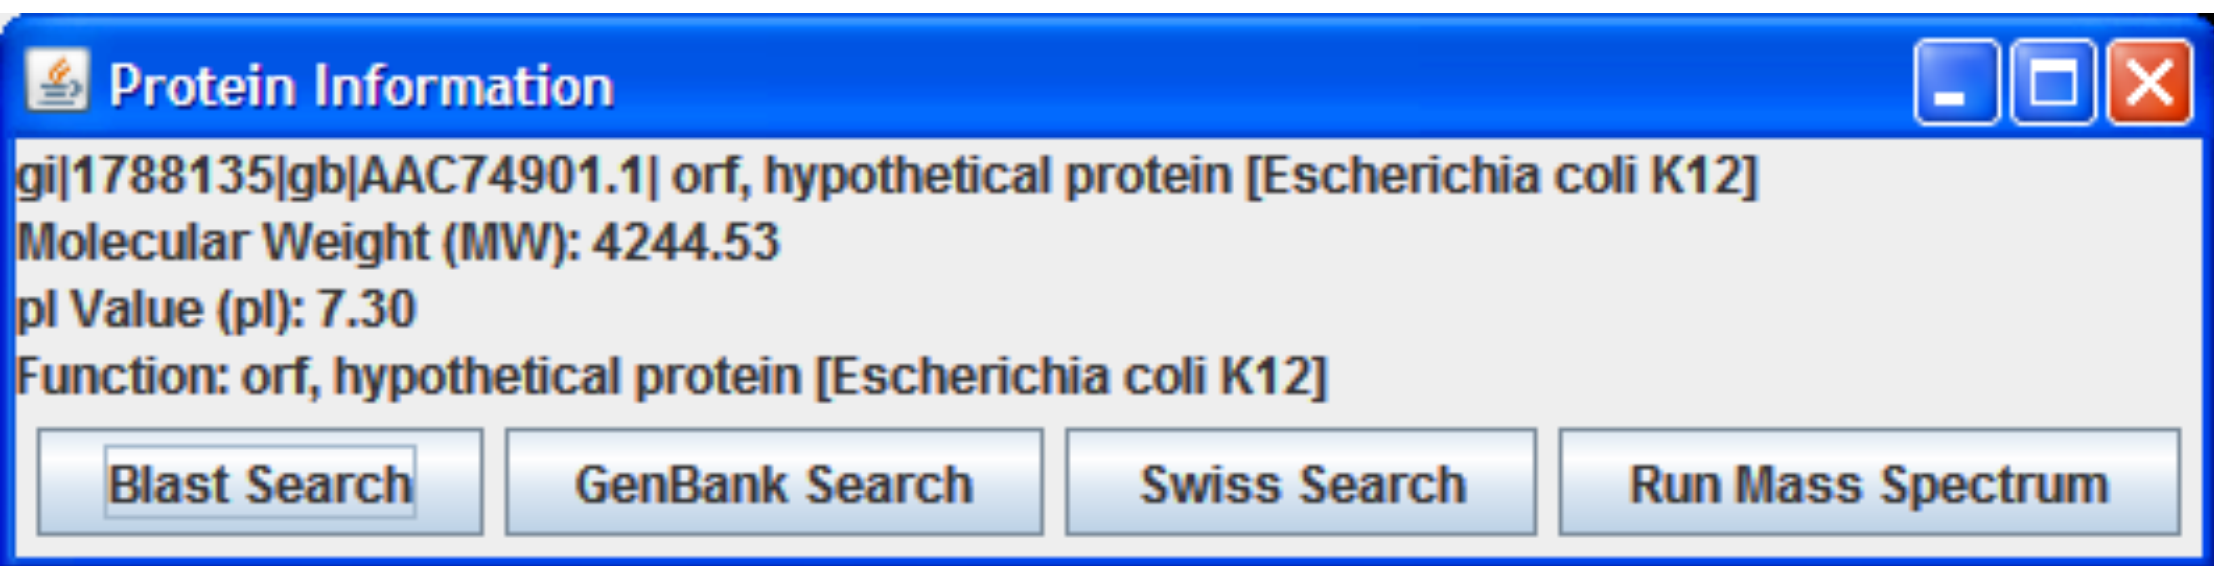 Protein Information
gi|1788135|gb|AAC74901.1| orf, hypothetical protein [Escherichia coli K12]
Molecular Weight (MW): 4244.53
pI Value (pI): 7.30
Function: orf, hypothetical protein [Escherichia coli K12]
Blast Search GenBank Search Swiss Search Run Mass Spectrum